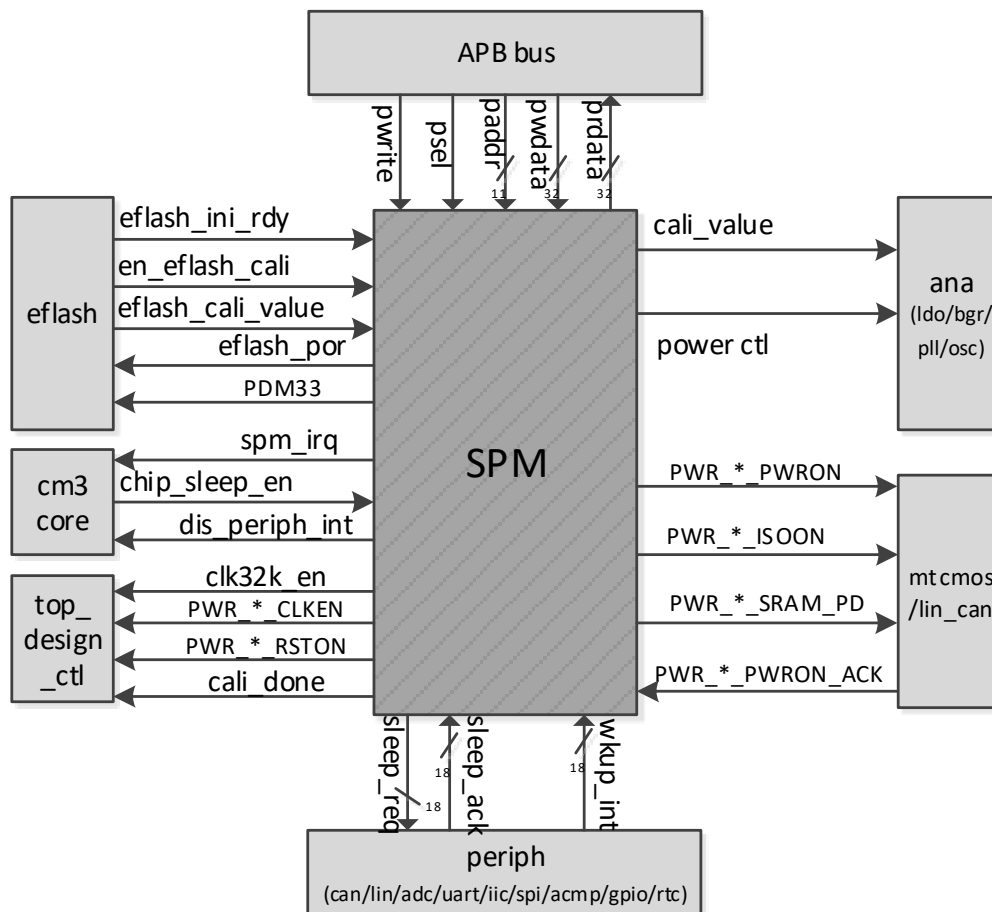 APB bus
pwrite
psel
paddr
pwdata
prdata
11
32
32
eflash_ini_rdy
en_eflash_cali
eflash_cali_value
eflash
eflash_por
PDM33
cali_value
power ctl
ana
(ldo/bgr/
pll/osc)
SPM
spm_irq
chip_sleep_en
dis_periph_int
cm3
core
clk32k_en
PWR_*_CLKEN
PWR_*_RSTON
cali_done
top_
design
_ctl
PWR_*_PWRON
PWR_*_ISOON
PWR_*_SRAM_PD
PWR_*_PWRON_ACK
mtcmos
/lin_can
sleep_req
18
sleep_ack
18
wkup_int
18
periph
(can/lin/adc/uart/iic/spi/acmp/gpio/rtc)